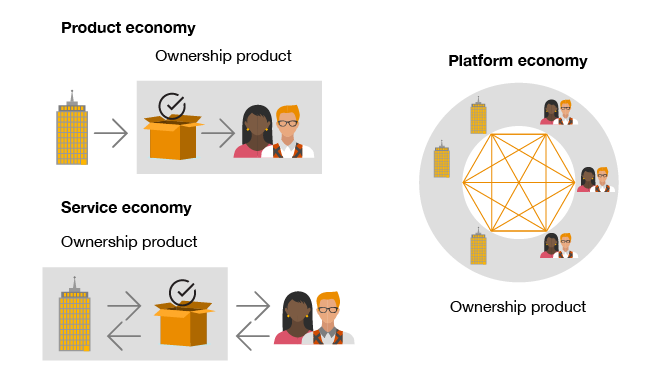 Product economy
Ownership product
Service economy
Ownership product
Platform economy
Ownership product